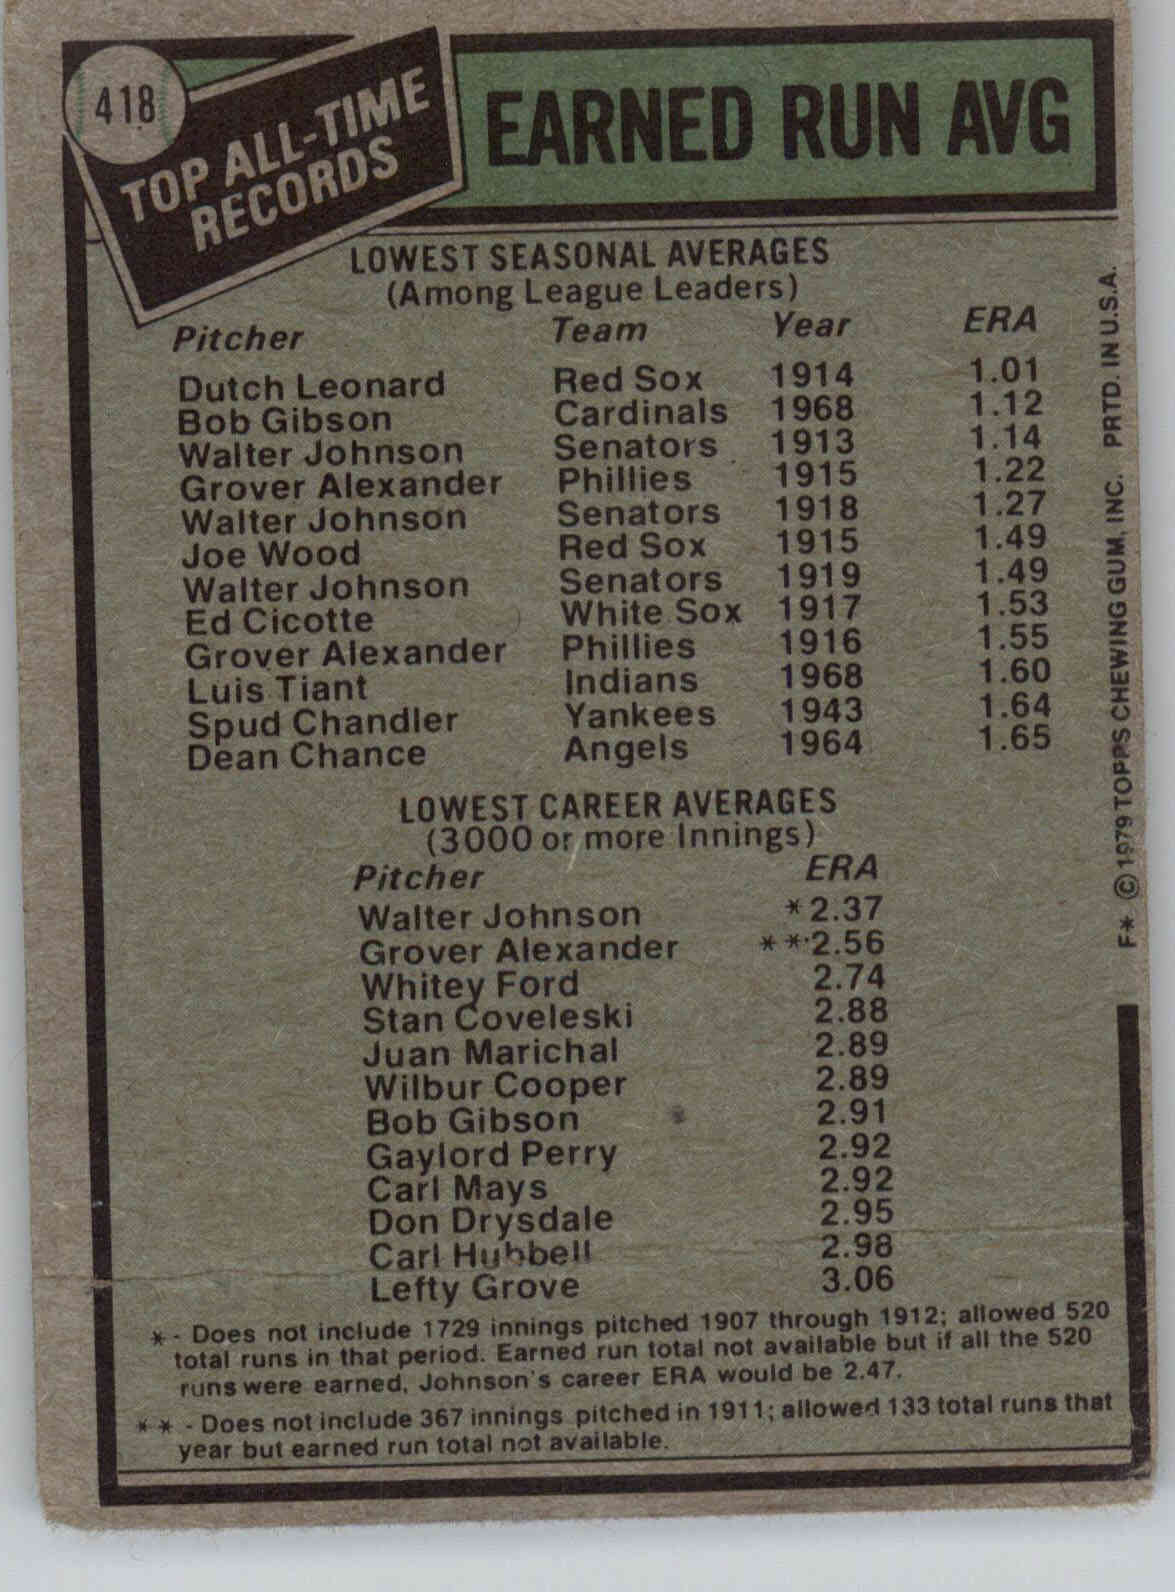 418
TOP ALL-TIME
RECORDS
EARNED RUN AVG
LOWEST SEASONAL AVERAGES
(Among League Leaders)
Pitcher Team Year ERA
Dutch Leonard Red Sox 1914 1.01
Bob Gibson Cardinals 1968 1.12
Walter Johnson Senators 1913 1.14
Grover Alexander Phillies 1915 1.22
Walter Johnson Senators 1918 1.27
Joe Wood Red Sox 1915 1.49
Walter Johnson Senators 1919 1.49
Ed Cicotte White Sox 1917 1.53
Grover Alexander Phillies 1916 1.55
Luis Tiant Indians 1968 1.60
Spud Chandler Yankees 1943 1.64
Dean Chance Angels 1964 1.65
LOWEST CAREER AVERAGES
(3000 or more Innings)
Pitcher ERA
Walter Johnson *2.37
Grover Alexander **2.56
Whitey Ford 2.74
Stan Coveleski 2.88
Juan Marichal 2.89
Wilbur Cooper 2.89
Bob Gibson 2.91
Gaylord Perry 2.92
Carl Mays 2.92
Don Drysdale 2.95
Carl Hubbell 2.98
Lefty Grove 3.06
* - Does not include 1729 innings pitched 1907 through 1912; allowed 520
total runs in that period. Earned run total not available but if all the 520
runs were earned, Johnson's career ERA would be 2.47.
** - Does not include 367 innings pitched in 1911; allowed 133 total runs that
year but earned run total not available.
F* © 1979 TOPPS CHEWING GUM, INC. PRTD. IN U.S.A.